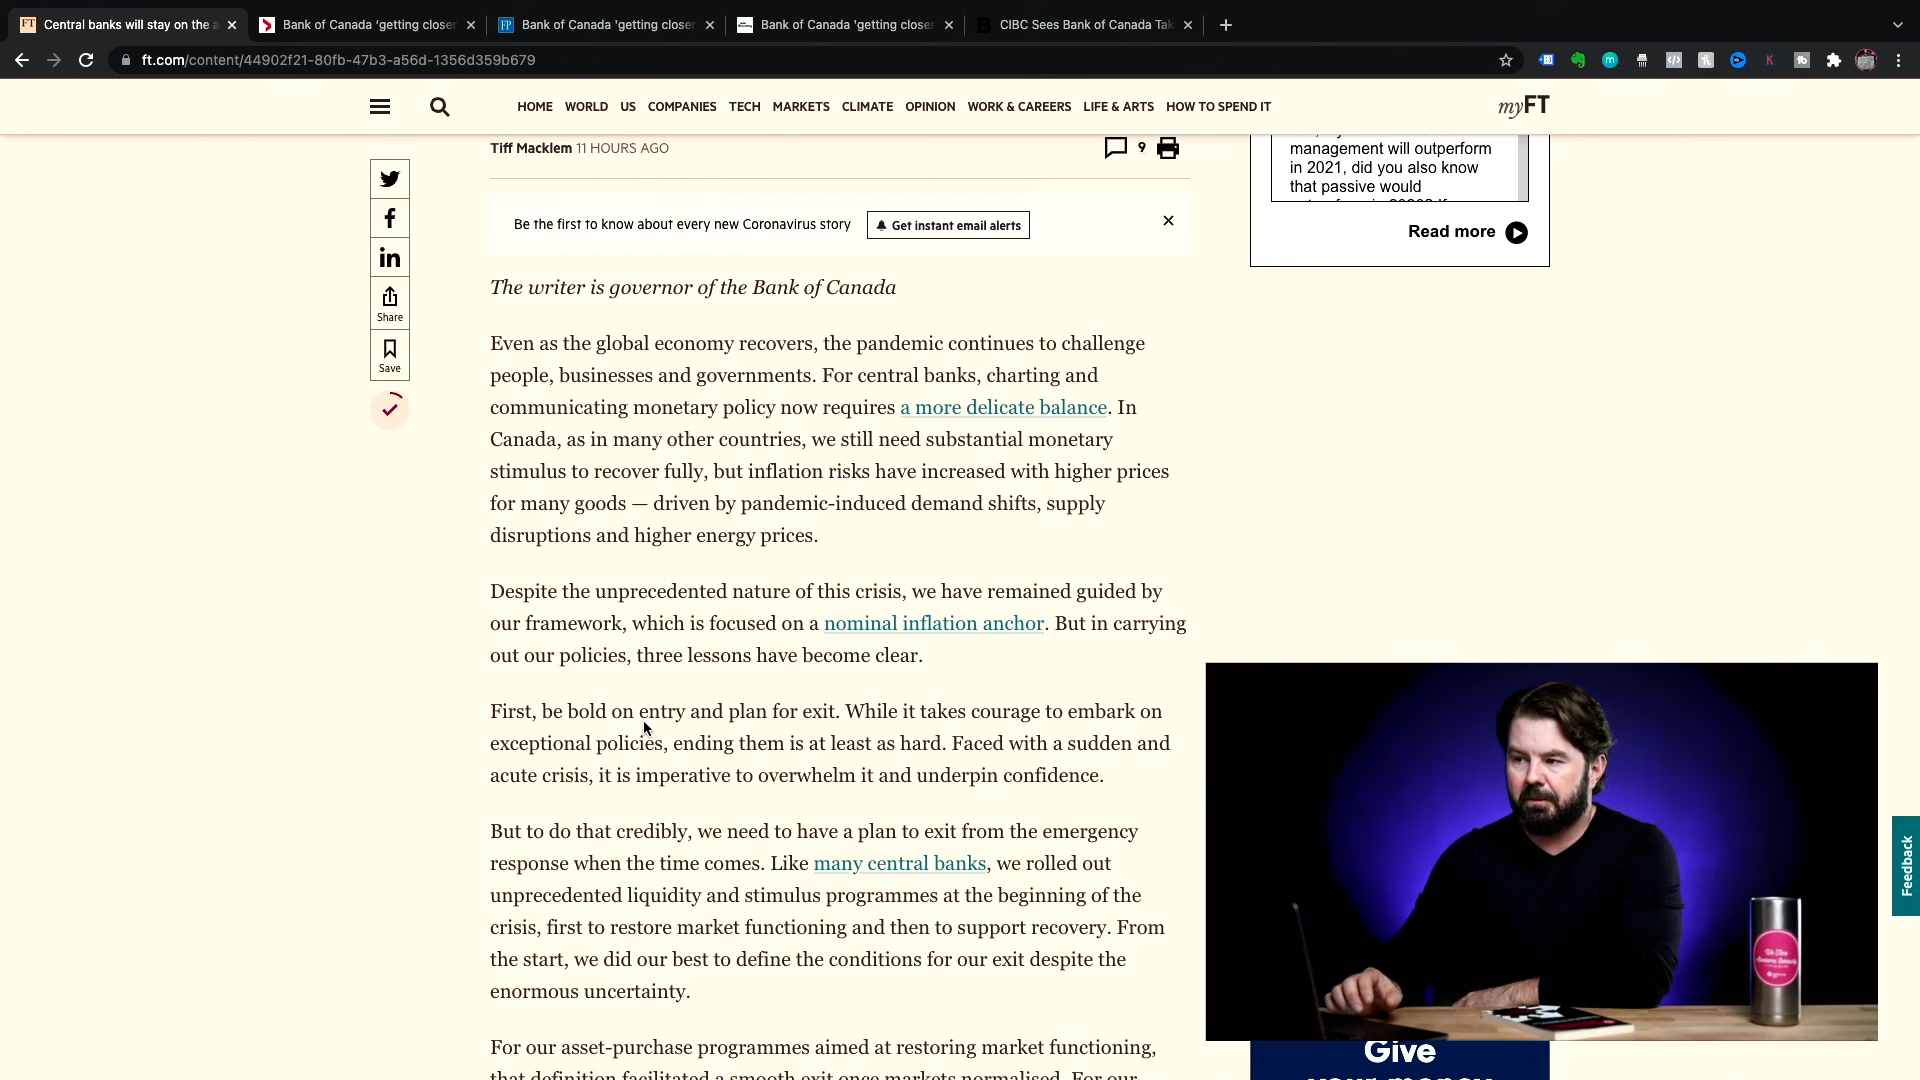 Central banks will stay on the a
Bank of Canada ‘getting closer
Bank of Canada 'getting closer
Bank of Canada 'getting closer
CIBC Sees Bank of Canada Tak
ft.com/content/44902f21-80fb-47b3-a56d-1356d359b679
HOME WORLD US COMPANIES TECH MARKETS CLIMATE OPINION WORK & CAREERS LIFE & ARTS HOW TO SPEND IT
myFT
Tiff Macklem 11 HOURS AGO
9
management will outperform
in 2021, did you also know
that passive would
Read more
Be the first to know about every new Coronavirus story
Get instant email alerts
Share
Save
The writer is governor of the Bank of Canada
Even as the global economy recovers, the pandemic continues to challenge
people, businesses and governments. For central banks, charting and
communicating monetary policy now requires a more delicate balance. In
Canada, as in many other countries, we still need substantial monetary
stimulus to recover fully, but inflation risks have increased with higher prices
for many goods — driven by pandemic-induced demand shifts, supply
disruptions and higher energy prices.
Despite the unprecedented nature of this crisis, we have remained guided by
our framework, which is focused on a nominal inflation anchor. But in carrying
out our policies, three lessons have become clear.
First, be bold on entry and plan for exit. While it takes courage to embark on
exceptional policies, ending them is at least as hard. Faced with a sudden and
acute crisis, it is imperative to overwhelm it and underpin confidence.
But to do that credibly, we need to have a plan to exit from the emergency
response when the time comes. Like many central banks, we rolled out
unprecedented liquidity and stimulus programmes at the beginning of the
crisis, first to restore market functioning and then to support recovery. From
the start, we did our best to define the conditions for our exit despite the
enormous uncertainty.
For our asset-purchase programmes aimed at restoring market functioning,
that definition facilitated a smooth exit once markets normalised. For our
Feedback
Give
your money